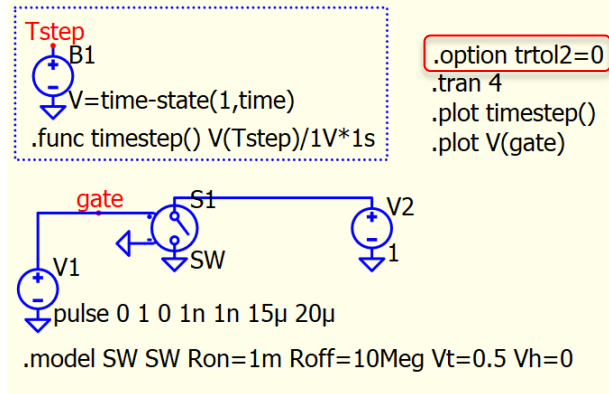 Tstep
B1
V=time-state(1,time)
.func timestep() V(Tstep)/1V*1s
.option trtol2=0
.tran 4
.plot timestep()
.plot V(gate)
gate
S1
SW
V2
1
V1
pulse 0 1 0 1n 1n 15µ 20µ
.model SW SW Ron=1m Roff=10Meg Vt=0.5 Vh=0